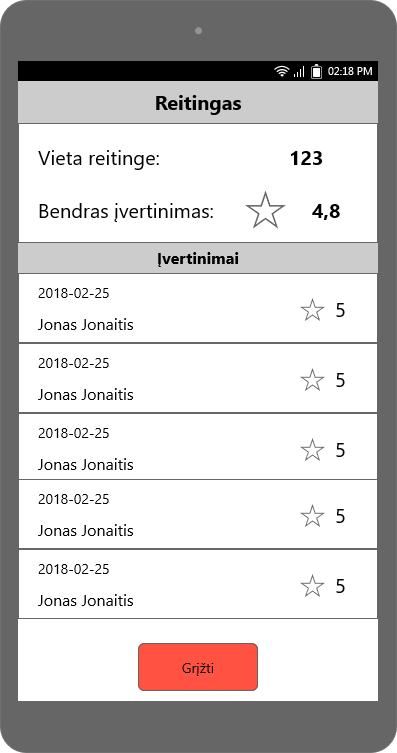 02:18 PM
Reitingas
Vieta reitinge: 123
Bendras įvertinimas: 4,8
Įvertinimai
2018-02-25
Jonas Jonaitis 5
2018-02-25
Jonas Jonaitis 5
2018-02-25
Jonas Jonaitis 5
2018-02-25
Jonas Jonaitis 5
2018-02-25
Jonas Jonaitis 5
Grįžti